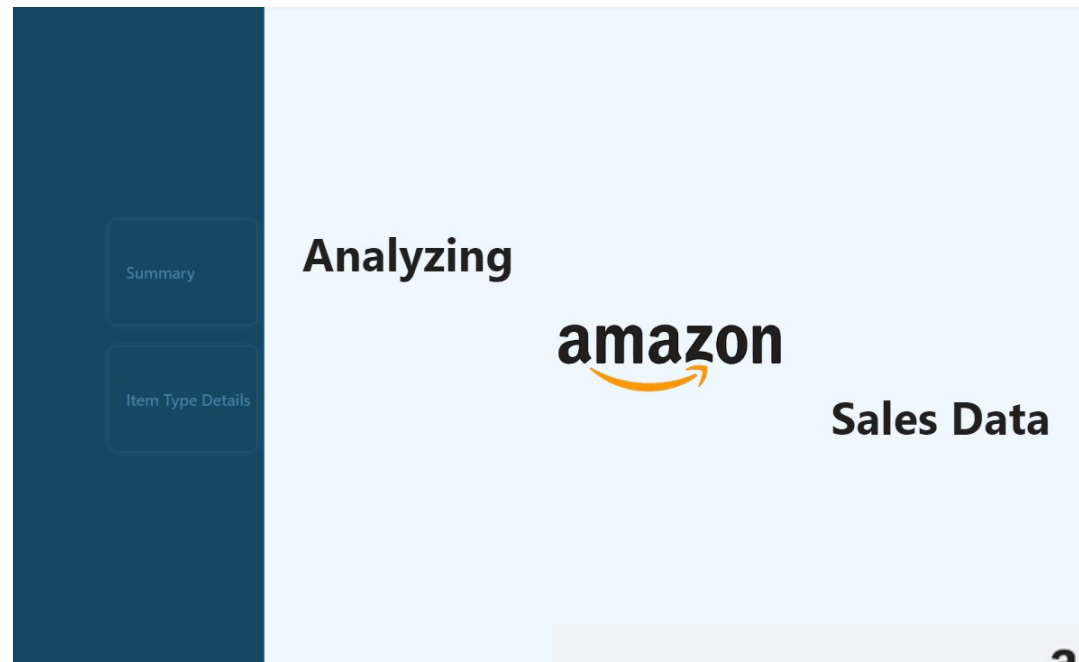 Summary
Item Type Details
Analyzing
amazon
Sales Data